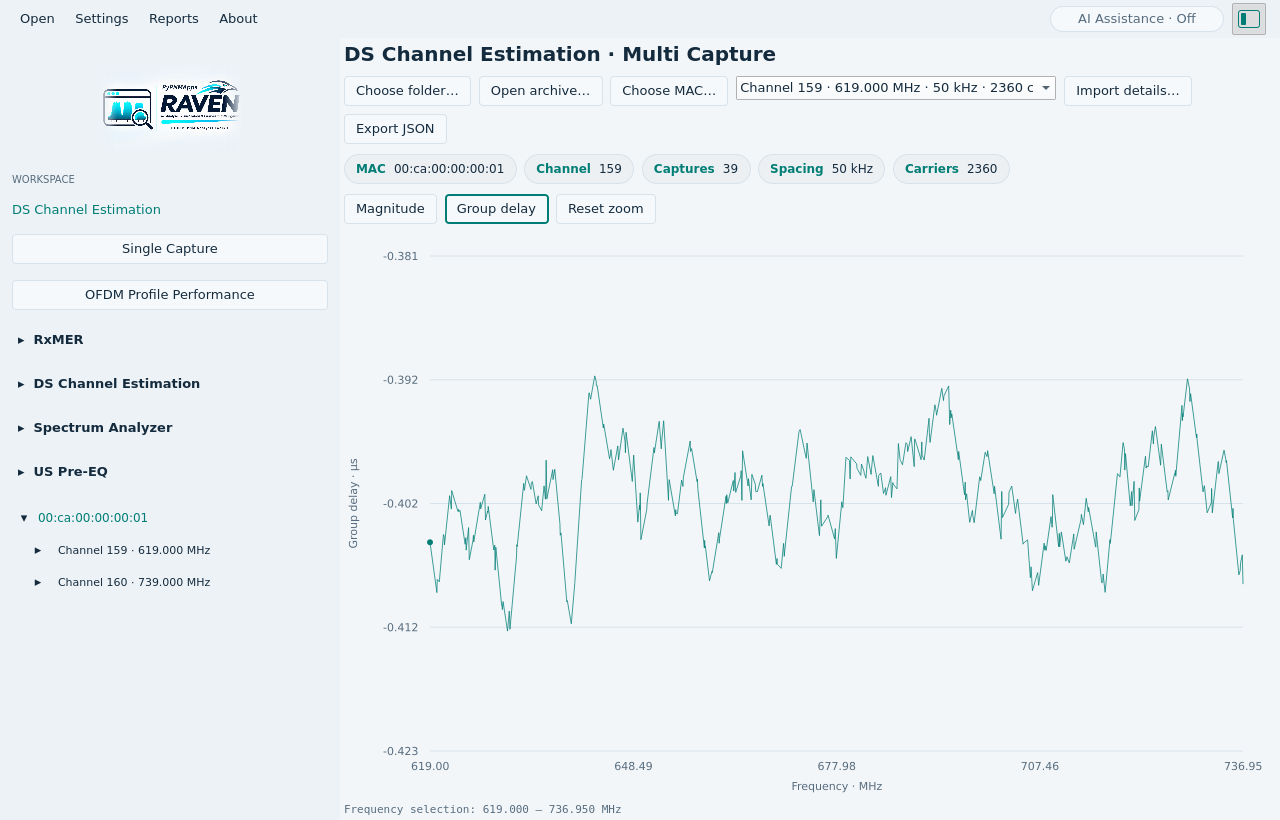 Open Settings Reports About AI Assistance · Off
PyPNMApps
RAVEN
WORKSPACE
DS Channel Estimation
Single Capture
OFDM Profile Performance
▸ RxMER
▸ DS Channel Estimation
▸ Spectrum Analyzer
▸ US Pre-EQ
▾ 00:ca:00:00:00:01
▸ Channel 159 · 619.000 MHz
▸ Channel 160 · 739.000 MHz
DS Channel Estimation · Multi Capture
Choose folder… Open archive… Choose MAC… Channel 159 · 619.000 MHz · 50 kHz · 2360 c Import details…
Export JSON
MAC 00:ca:00:00:00:01 Channel 159 Captures 39 Spacing 50 kHz Carriers 2360
Magnitude Group delay Reset zoom
-0.381
-0.392
-0.402
-0.412
-0.423
Group delay · µs
619.00 648.49 677.98 707.46 736.95
Frequency · MHz
Frequency selection: 619.000 — 736.950 MHz